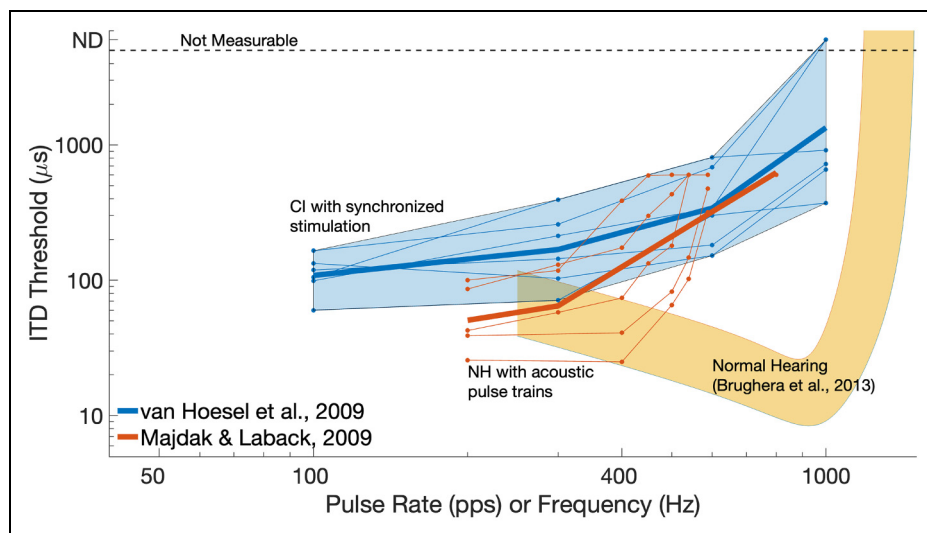 ND
Not Measurable
1000
CI with synchronized
stimulation
ITD Threshold (μs)
100
NH with acoustic
pulse trains
Normal Hearing
(Brughera et al., 2013)
van Hoesel et al., 2009
10
Majdak & Laback, 2009
50
100
400
1000
Pulse Rate (pps) or Frequency (Hz)